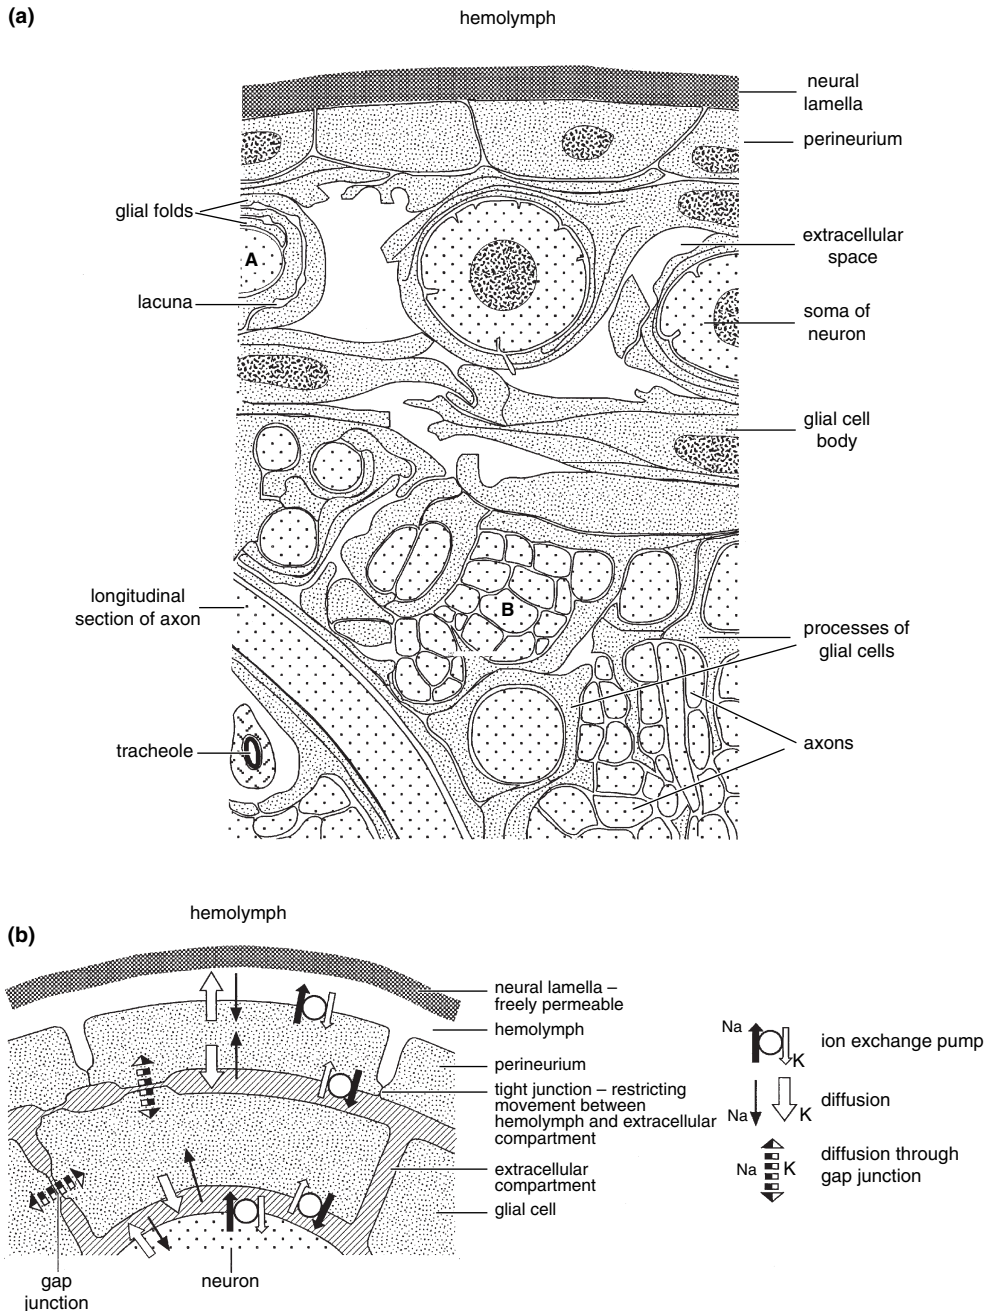 (a)
hemolymph
neural
lamella
perineurium
glial folds
extracellular
space
A
lacuna
soma of
neuron
glial cell
body
longitudinal
section of axon
B
processes of
glial cells
tracheole
axons
hemolymph
(b)
neural lamella –
freely permeable
hemolymph
perineurium
tight junction – restricting
movement between
hemolymph and extracellular
compartment
extracellular
compartment
glial cell
gap
junction
neuron
Na
K
ion exchange pump
Na
K
diffusion
Na
K
diffusion through
gap junction